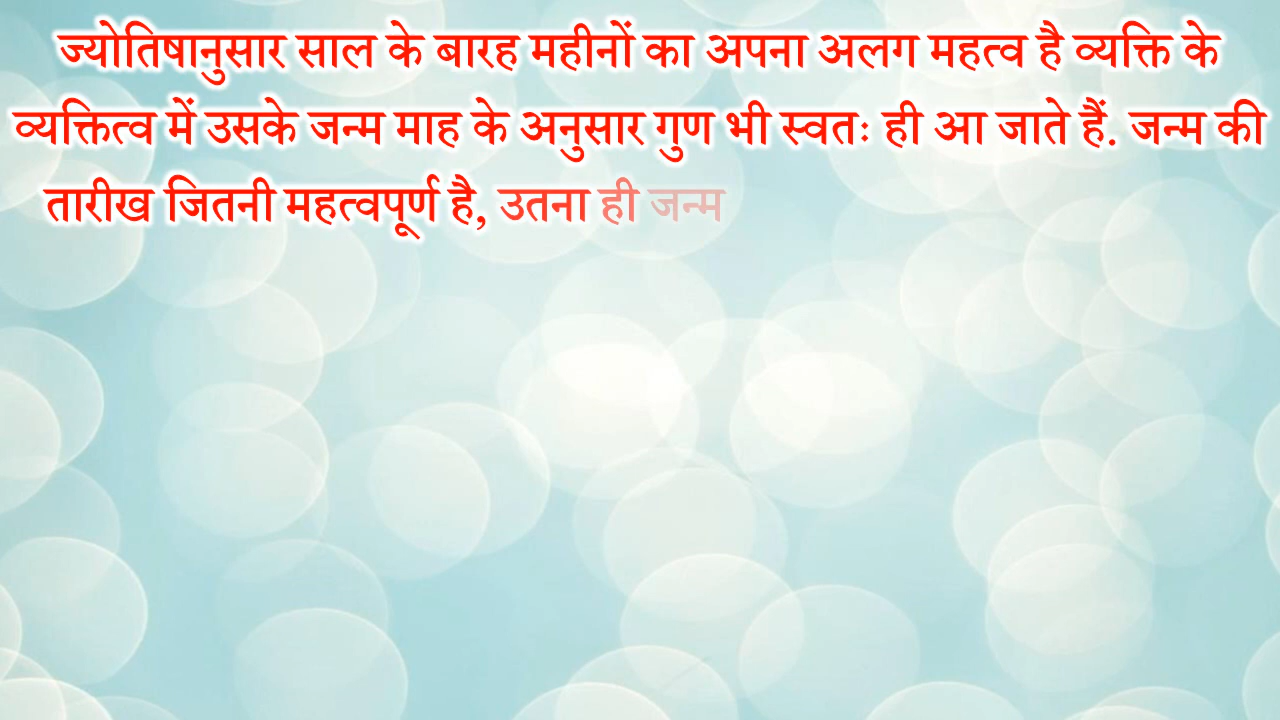 ज्योतिषानुसार साल के बारह महीनों का अपना अलग महत्व है व्यक्ति के
व्यक्तित्व में उसके जन्म माह के अनुसार गुण भी स्वतः ही आ जाते हैं. जन्म की
तारीख जितनी महत्वपूर्ण है, उतना ही जन्म